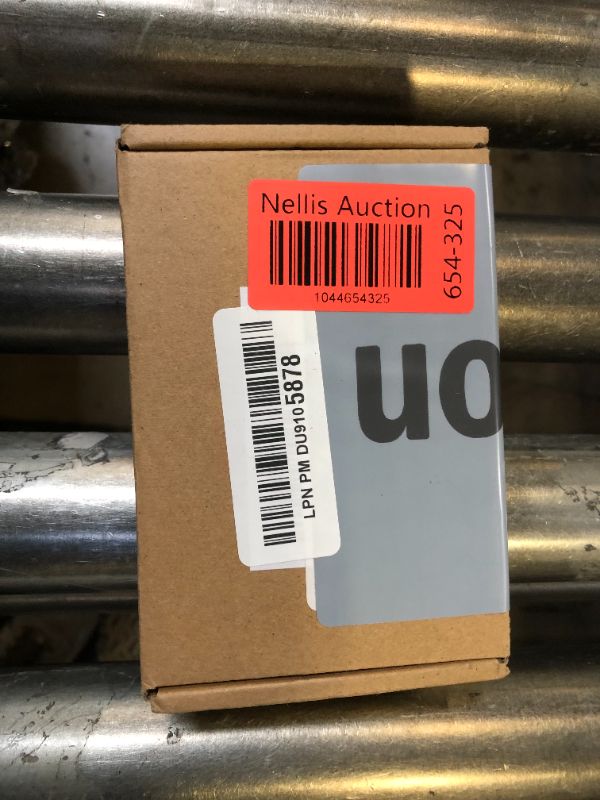 Nellis Auction
1044654325
654-325
LPN PM DU9105878
uo